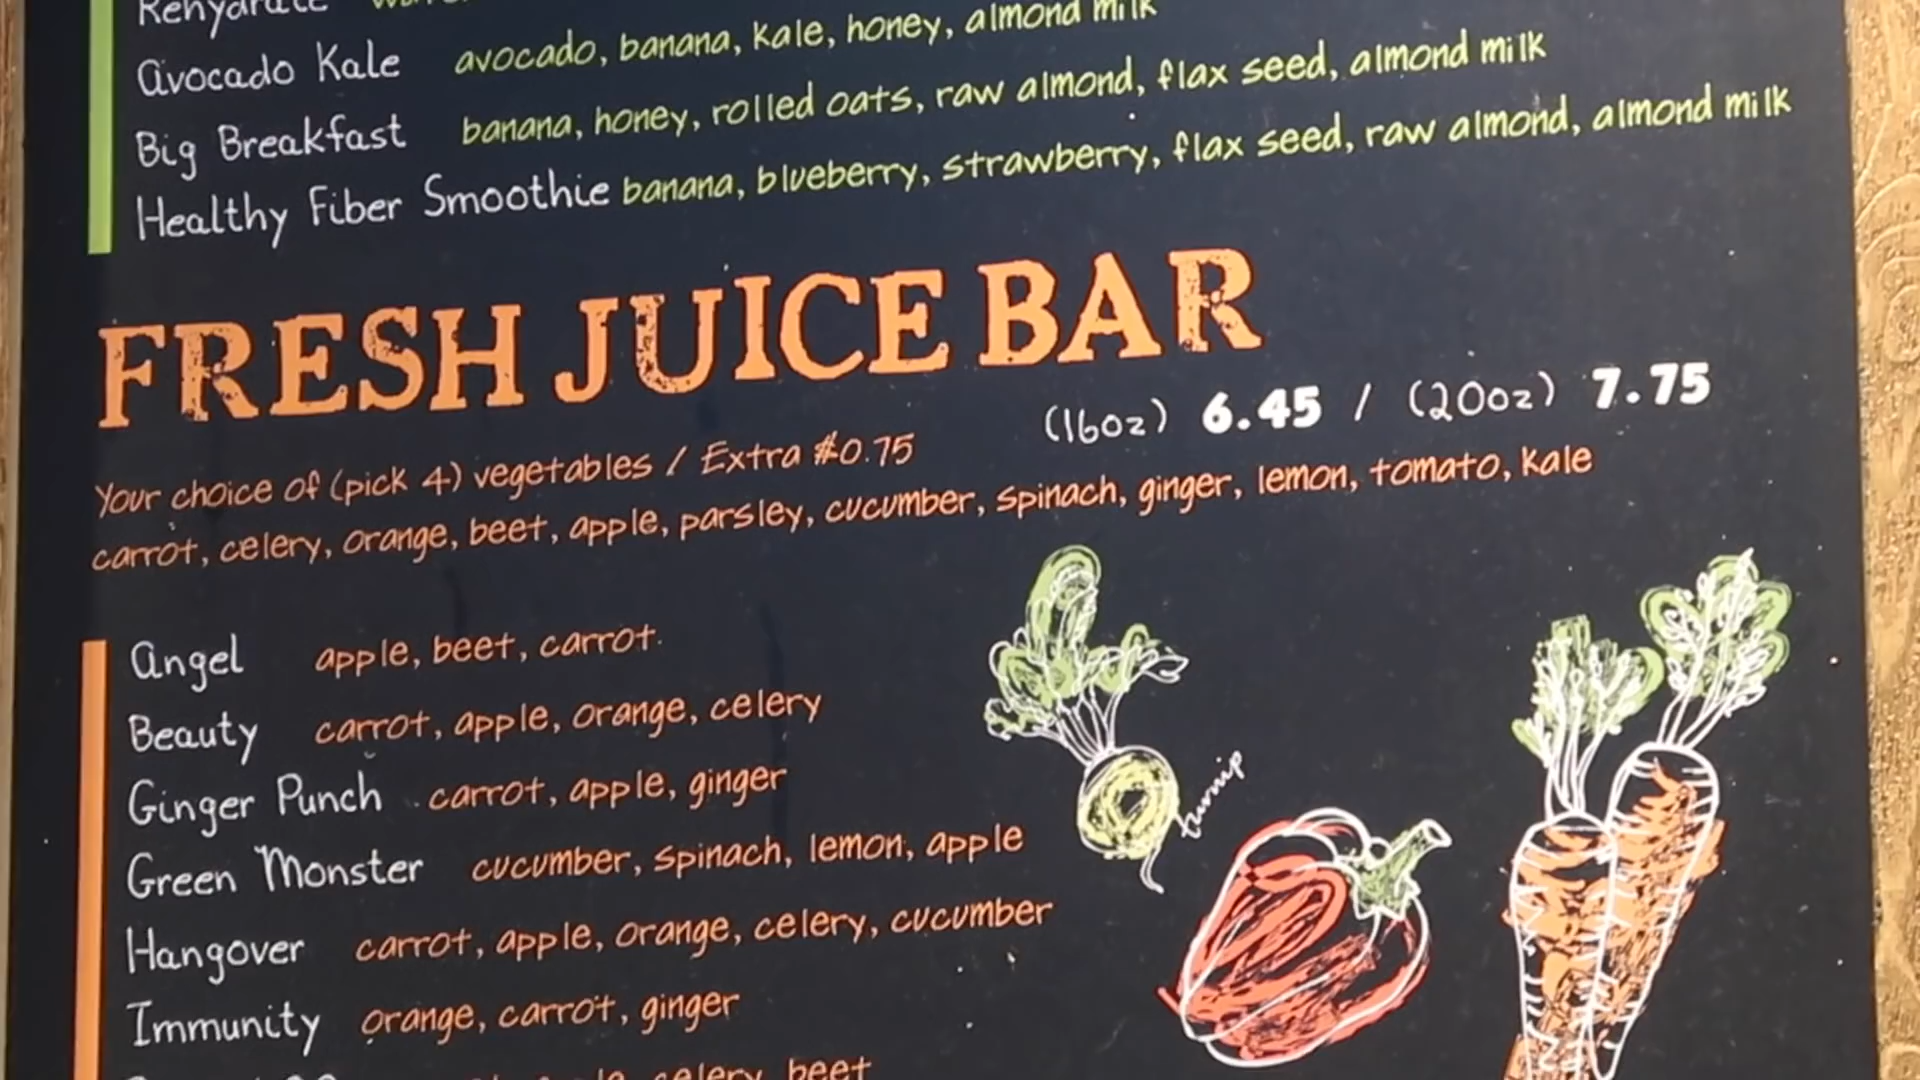 Rehydrate
Avocado Kale avocado, banana, kale, honey, almond milk
Big Breakfast banana, honey, rolled oats, raw almond, flax seed, almond milk
Healthy Fiber Smoothie banana, blueberry, strawberry, flax seed, raw almond, almond milk
FRESH JUICE BAR
(16oz) 6.45 / (20oz) 7.75
Your choice of (pick 4) vegetables / Extra $0.75
carrot, celery, orange, beet, apple, parsley, cucumber, spinach, ginger, lemon, tomato, kale
Angel apple, beet, carrot
Beauty carrot, apple, orange, celery
Ginger Punch carrot, apple, ginger
Green Monster cucumber, spinach, lemon, apple
turnip
Hangover carrot, apple, orange, celery, cucumber
Immunity orange, carrot, ginger
celery, beet